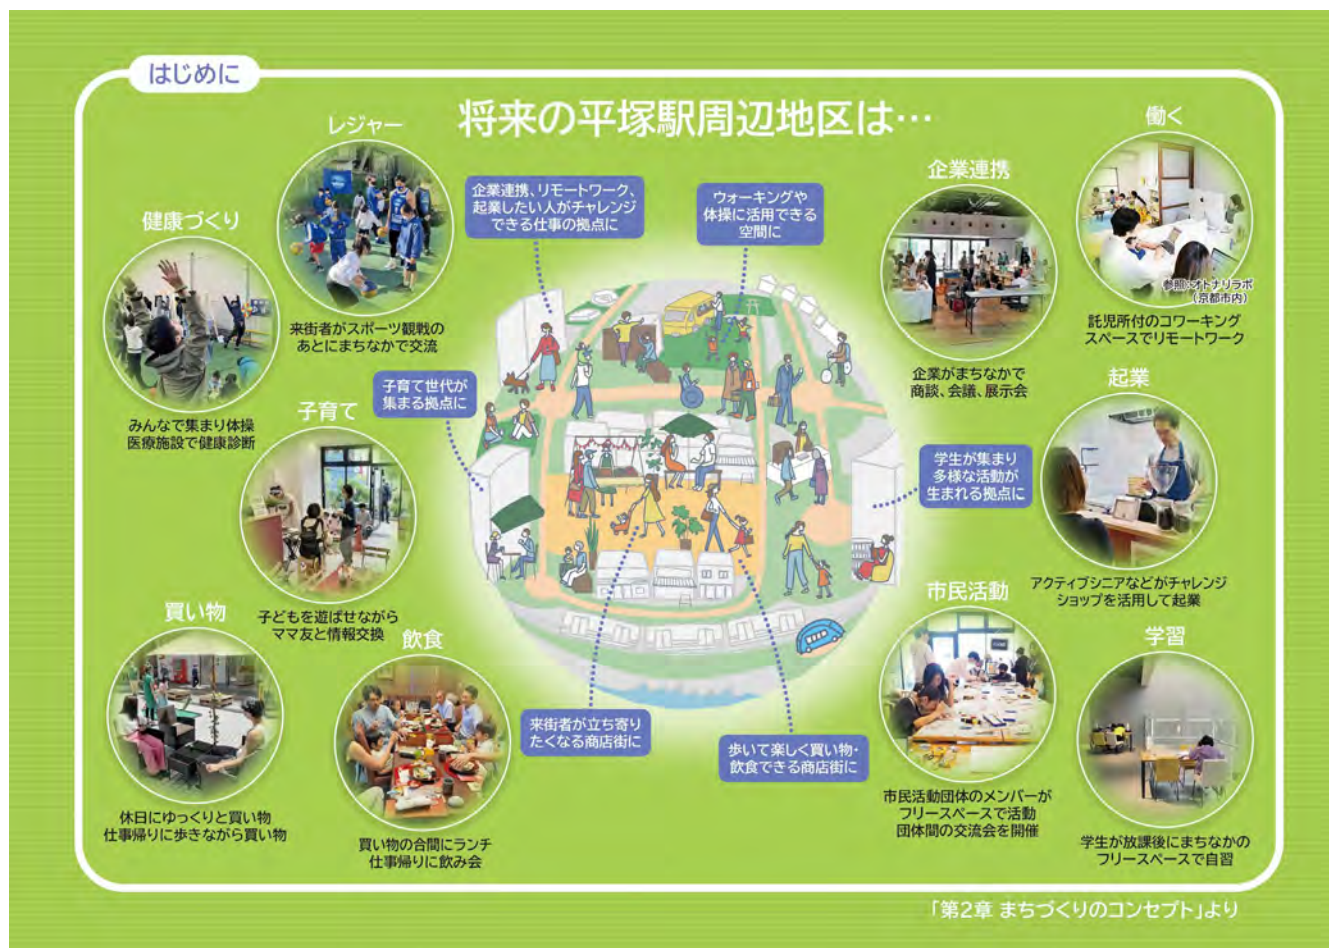 はじめに
将来の平塚駅周辺地区は…
レジャー
来街者がスポーツ観戦の
あとにまちなかで交流
健康づくり
みんなで集まり体操
医療施設で健康診断
子育て
子どもを遊ばせながら
ママ友と情報交換
買い物
休日にゆっくりと買い物
仕事帰りに歩きながら買い物
飲食
買い物の合間にランチ
仕事帰りに飲み会
企業連携、リモートワーク、
起業したい人がチャレンジ
できる仕事の拠点に
ウォーキングや
体操に活用できる
空間に
子育て世代が
集まる拠点に
学生が集まり
多様な活動が
生まれる拠点に
来街者が立ち寄り
たくなる商店街に
歩いて楽しく買い物・
飲食できる商店街に
企業連携
企業がまちなかで
商談、会議、展示会
働く
参照:オトナリラボ
(京都市内)
託児所付のコワーキング
スペースでリモートワーク
起業
アクティブシニアなどがチャレンジ
ショップを活用して起業
市民活動
市民活動団体のメンバーが
フリースペースで活動
団体間の交流会を開催
学習
学生が放課後にまちなかの
フリースペースで自習
「第2章 まちづくりのコンセプト」より